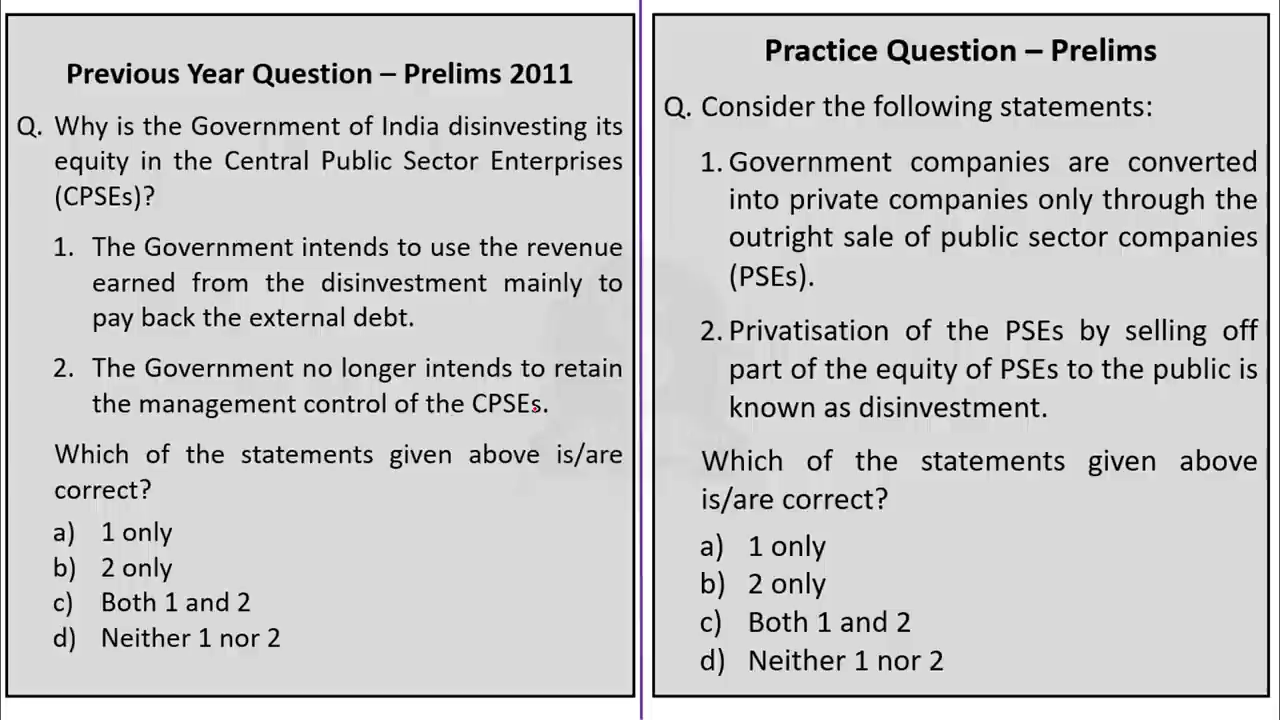 Previous Year Question – Prelims 2011
Q. Why is the Government of India disinvesting its
equity in the Central Public Sector Enterprises
(CPSEs)?
1. The Government intends to use the revenue
earned from the disinvestment mainly to
pay back the external debt.
2. The Government no longer intends to retain
the management control of the CPSEs.
Which of the statements given above is/are
correct?
a) 1 only
b) 2 only
c) Both 1 and 2
d) Neither 1 nor 2
Practice Question – Prelims
Q. Consider the following statements:
1. Government companies are converted
into private companies only through the
outright sale of public sector companies
(PSEs).
2. Privatisation of the PSEs by selling off
part of the equity of PSEs to the public is
known as disinvestment.
Which of the statements given above
is/are correct?
a) 1 only
b) 2 only
c) Both 1 and 2
d) Neither 1 nor 2